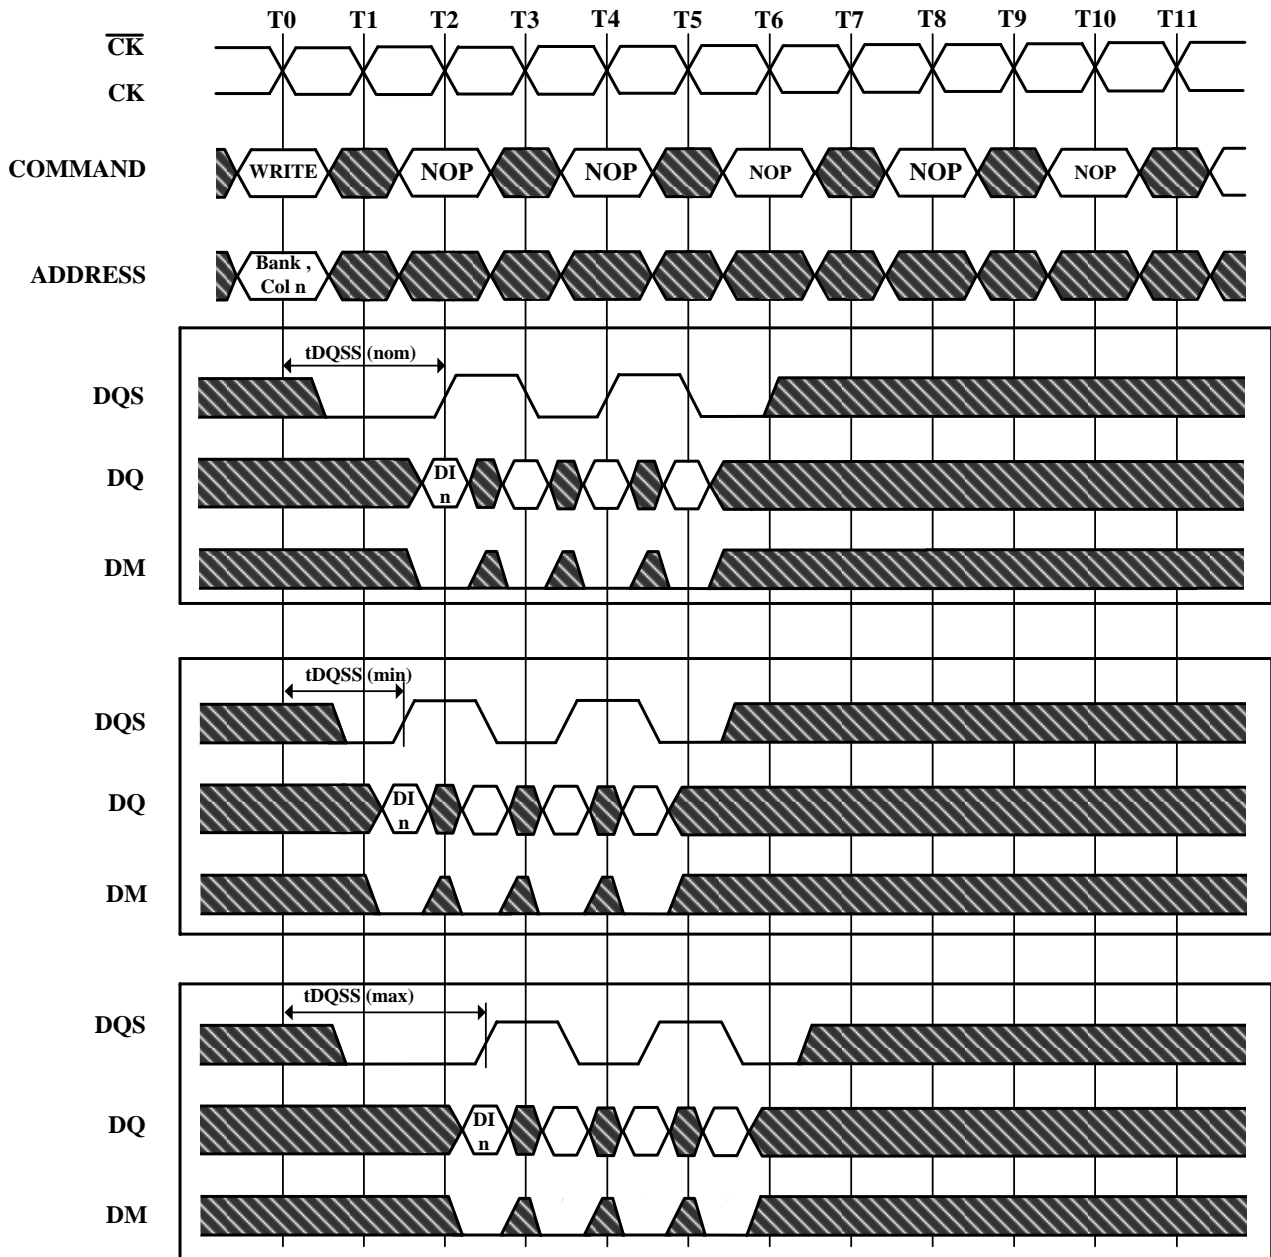 T0 T1 T2 T3 T4 T5 T6 T7 T8 T9 T10 T11
CK
CK
COMMAND WRITE NOP NOP NOP NOP NOP
ADDRESS Bank ,
Col n
tDQSS (nom)
DQS
DQ DI
n
DM
tDQSS (min)
DQS
DQ DI
n
DM
tDQSS (max)
DQS
DQ DI
n
DM